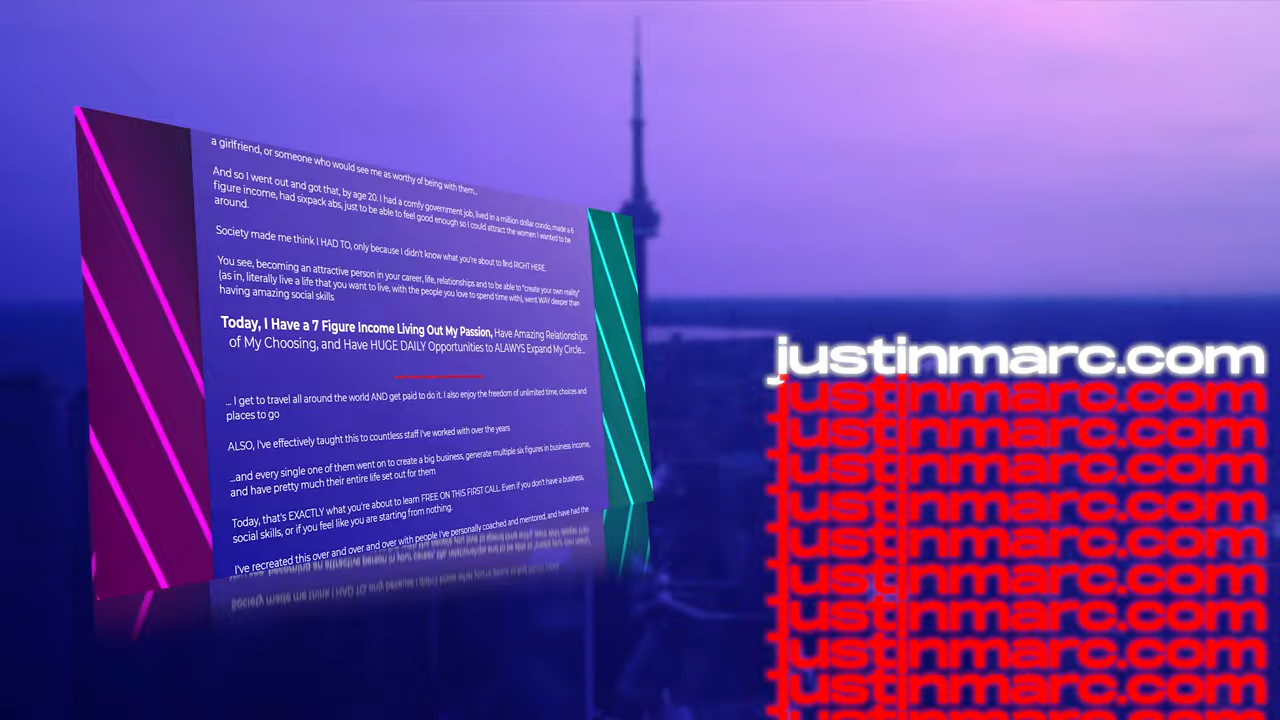 a girlfriend, or someone who would see me as worthy of being with them...
And so I went out and got that, by age 20. I had a comfy government job, lived in a million dollar condo, made a 6
figure income, had sixpack abs, just to be able to feel good enough so I could attract the women I wanted to be
around.
Society made me think I HAD TO, only because I didn't know what you're about to find RIGHT HERE.
You see, becoming an attractive person in your career, life, relationships and to be able to "create your own reality"
(as in, literally live a life that you want to live, with the people you love to spend time with), went WAY deeper than
having amazing social skills
Today, I Have a 7 Figure Income Living Out My Passion, Have Amazing Relationships
of My Choosing, and Have HUGE DAILY Opportunities to ALAWYS Expand My Circle...
... I get to travel all around the world AND get paid to do it. I also enjoy the freedom of unlimited time, choices and
places to go
ALSO, I've effectively taught this to countless staff I've worked with over the years
...and every single one of them went on to create a big business, generate multiple six figures in business income,
and have pretty much their entire life set out for them
Today, that's EXACTLY what you're about to learn FREE ON THIS FIRST CALL. Even if you don't have a business,
social skills, or if you feel like you are starting from nothing.
I've recreated this over and over and over with people I've personally coached and mentored, and have had the
justinmarc.com
justinmarc.com
justinmarc.com
justinmarc.com
justinmarc.com
justinmarc.com
justinmarc.com
justinmarc.com
justinmarc.com
justinmarc.com